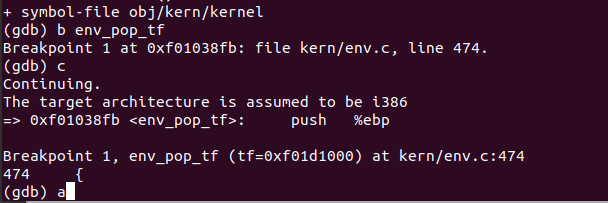 + symbol-file obj/kern/kernel
(gdb) b env_pop_tf
Breakpoint 1 at 0xf01038fb: file kern/env.c, line 474.
(gdb) c
Continuing.
The target architecture is assumed to be i386
=> 0xf01038fb <env_pop_tf>:     push   %ebp
Breakpoint 1, env_pop_tf (tf=0xf01d1000) at kern/env.c:474
474     {
(gdb) a